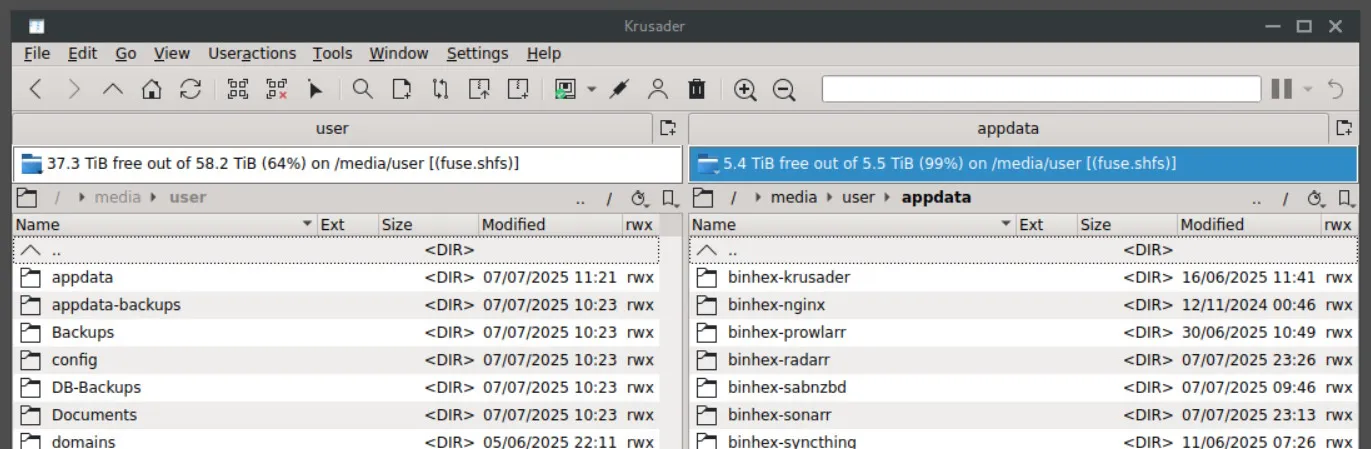 Krusader
File Edit Go View Useractions Tools Window Settings Help
user
appdata
37.3 TiB free out of 58.2 TiB (64%) on /media/user [(fuse.shfs)]
5.4 TiB free out of 5.5 TiB (99%) on /media/user [(fuse.shfs)]
/ media user .. /
/ media user appdata .. /
Name Ext Size Modified rwx
.. <DIR>
appdata <DIR> 07/07/2025 11:21 rwx
appdata-backups <DIR> 07/07/2025 10:23 rwx
Backups <DIR> 07/07/2025 10:23 rwx
config <DIR> 07/07/2025 10:23 rwx
DB-Backups <DIR> 07/07/2025 10:23 rwx
Documents <DIR> 07/07/2025 10:23 rwx
domains <DIR> 05/06/2025 22:11 rwx
Name Ext Size Modified rwx
.. <DIR>
binhex-krusader <DIR> 16/06/2025 11:41 rwx
binhex-nginx <DIR> 12/11/2024 00:46 rwx
binhex-prowlarr <DIR> 30/06/2025 10:49 rwx
binhex-radarr <DIR> 07/07/2025 23:26 rwx
binhex-sabnzbd <DIR> 07/07/2025 09:46 rwx
binhex-sonarr <DIR> 07/07/2025 23:13 rwx
binhex-syncthing <DIR> 11/06/2025 07:26 rwx